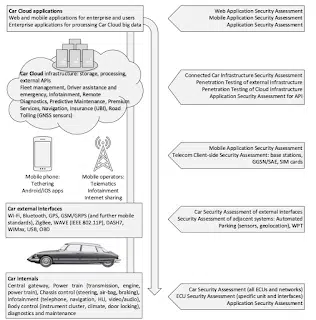 Car Cloud applications
Web and mobile applications for enterprise and users
Enterprise applications for processing Car Cloud big data
Web Application Security Assessment
Mobile Application Security Assessment
Application Security Assessment
Car Cloud infrastructure: storage, processing,
external APIs
Fleet management, Driver assistance and
emergency, Infotainment, Remote
Diagnostics, Predictive Maintenance, Premium
Services, Navigation, Insurance (UBI), Road
Tolling (GNSS sensors)
Connected Car Infrastructure Security Assessment
Penetration Testing of external infrastructure
Penetration Testing of Cloud infrastructure
Application Security Assessment for API
Mobile phone:
Tethering
Android/iOS apps
Mobile operators:
Telematics
Infotainment
Internet sharing
Mobile Application Security Assessment
Telecom Client-side Security Assessment: base stations,
GGSN/SAE, SIM cards
Car external Interfaces
Wi-Fi, Bluetooth, GPS, GSM/GRPS (and further mobile
standards), ZigBee, WAVE (IEEE 802.11P), DASH7,
WiMax, USB, OBD
Car Security Assessment of external interfaces
Security Assessment of adjacent systems: Automated
Parking (sensors, geolocation), WPT
Car Internals
Central gateway, Power train (transmission, engine,
power train), Chassis control (steering, air-bag, braking),
Infotainment (telephone, navigation, HU, video/audio),
Body control (instrument cluster, climate, door locking),
diagnostics and maintenance
Car Security Assessment (all ECUs and networks)
ECU Security Assessment (specific unit and interfaces)
Application Security Assessment